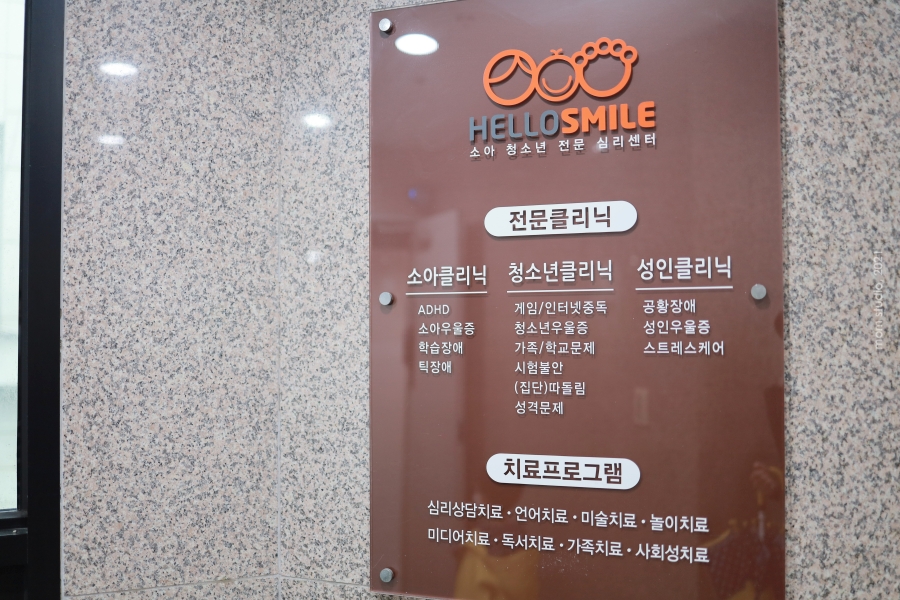 HELLOSMILE
소아 청소년 전문 심리센터
전문클리닉
소아클리닉
ADHD
소아우울증
학습장애
틱장애
청소년클리닉
게임/인터넷중독
청소년우울증
가족/학교문제
시험불안
(집단)따돌림
성격문제
성인클리닉
공황장애
성인우울증
스트레스케어
치료프로그램
심리상담치료 · 언어치료 · 미술치료 · 놀이치료
미디어치료 · 독서치료 · 가족치료 · 사회성치료